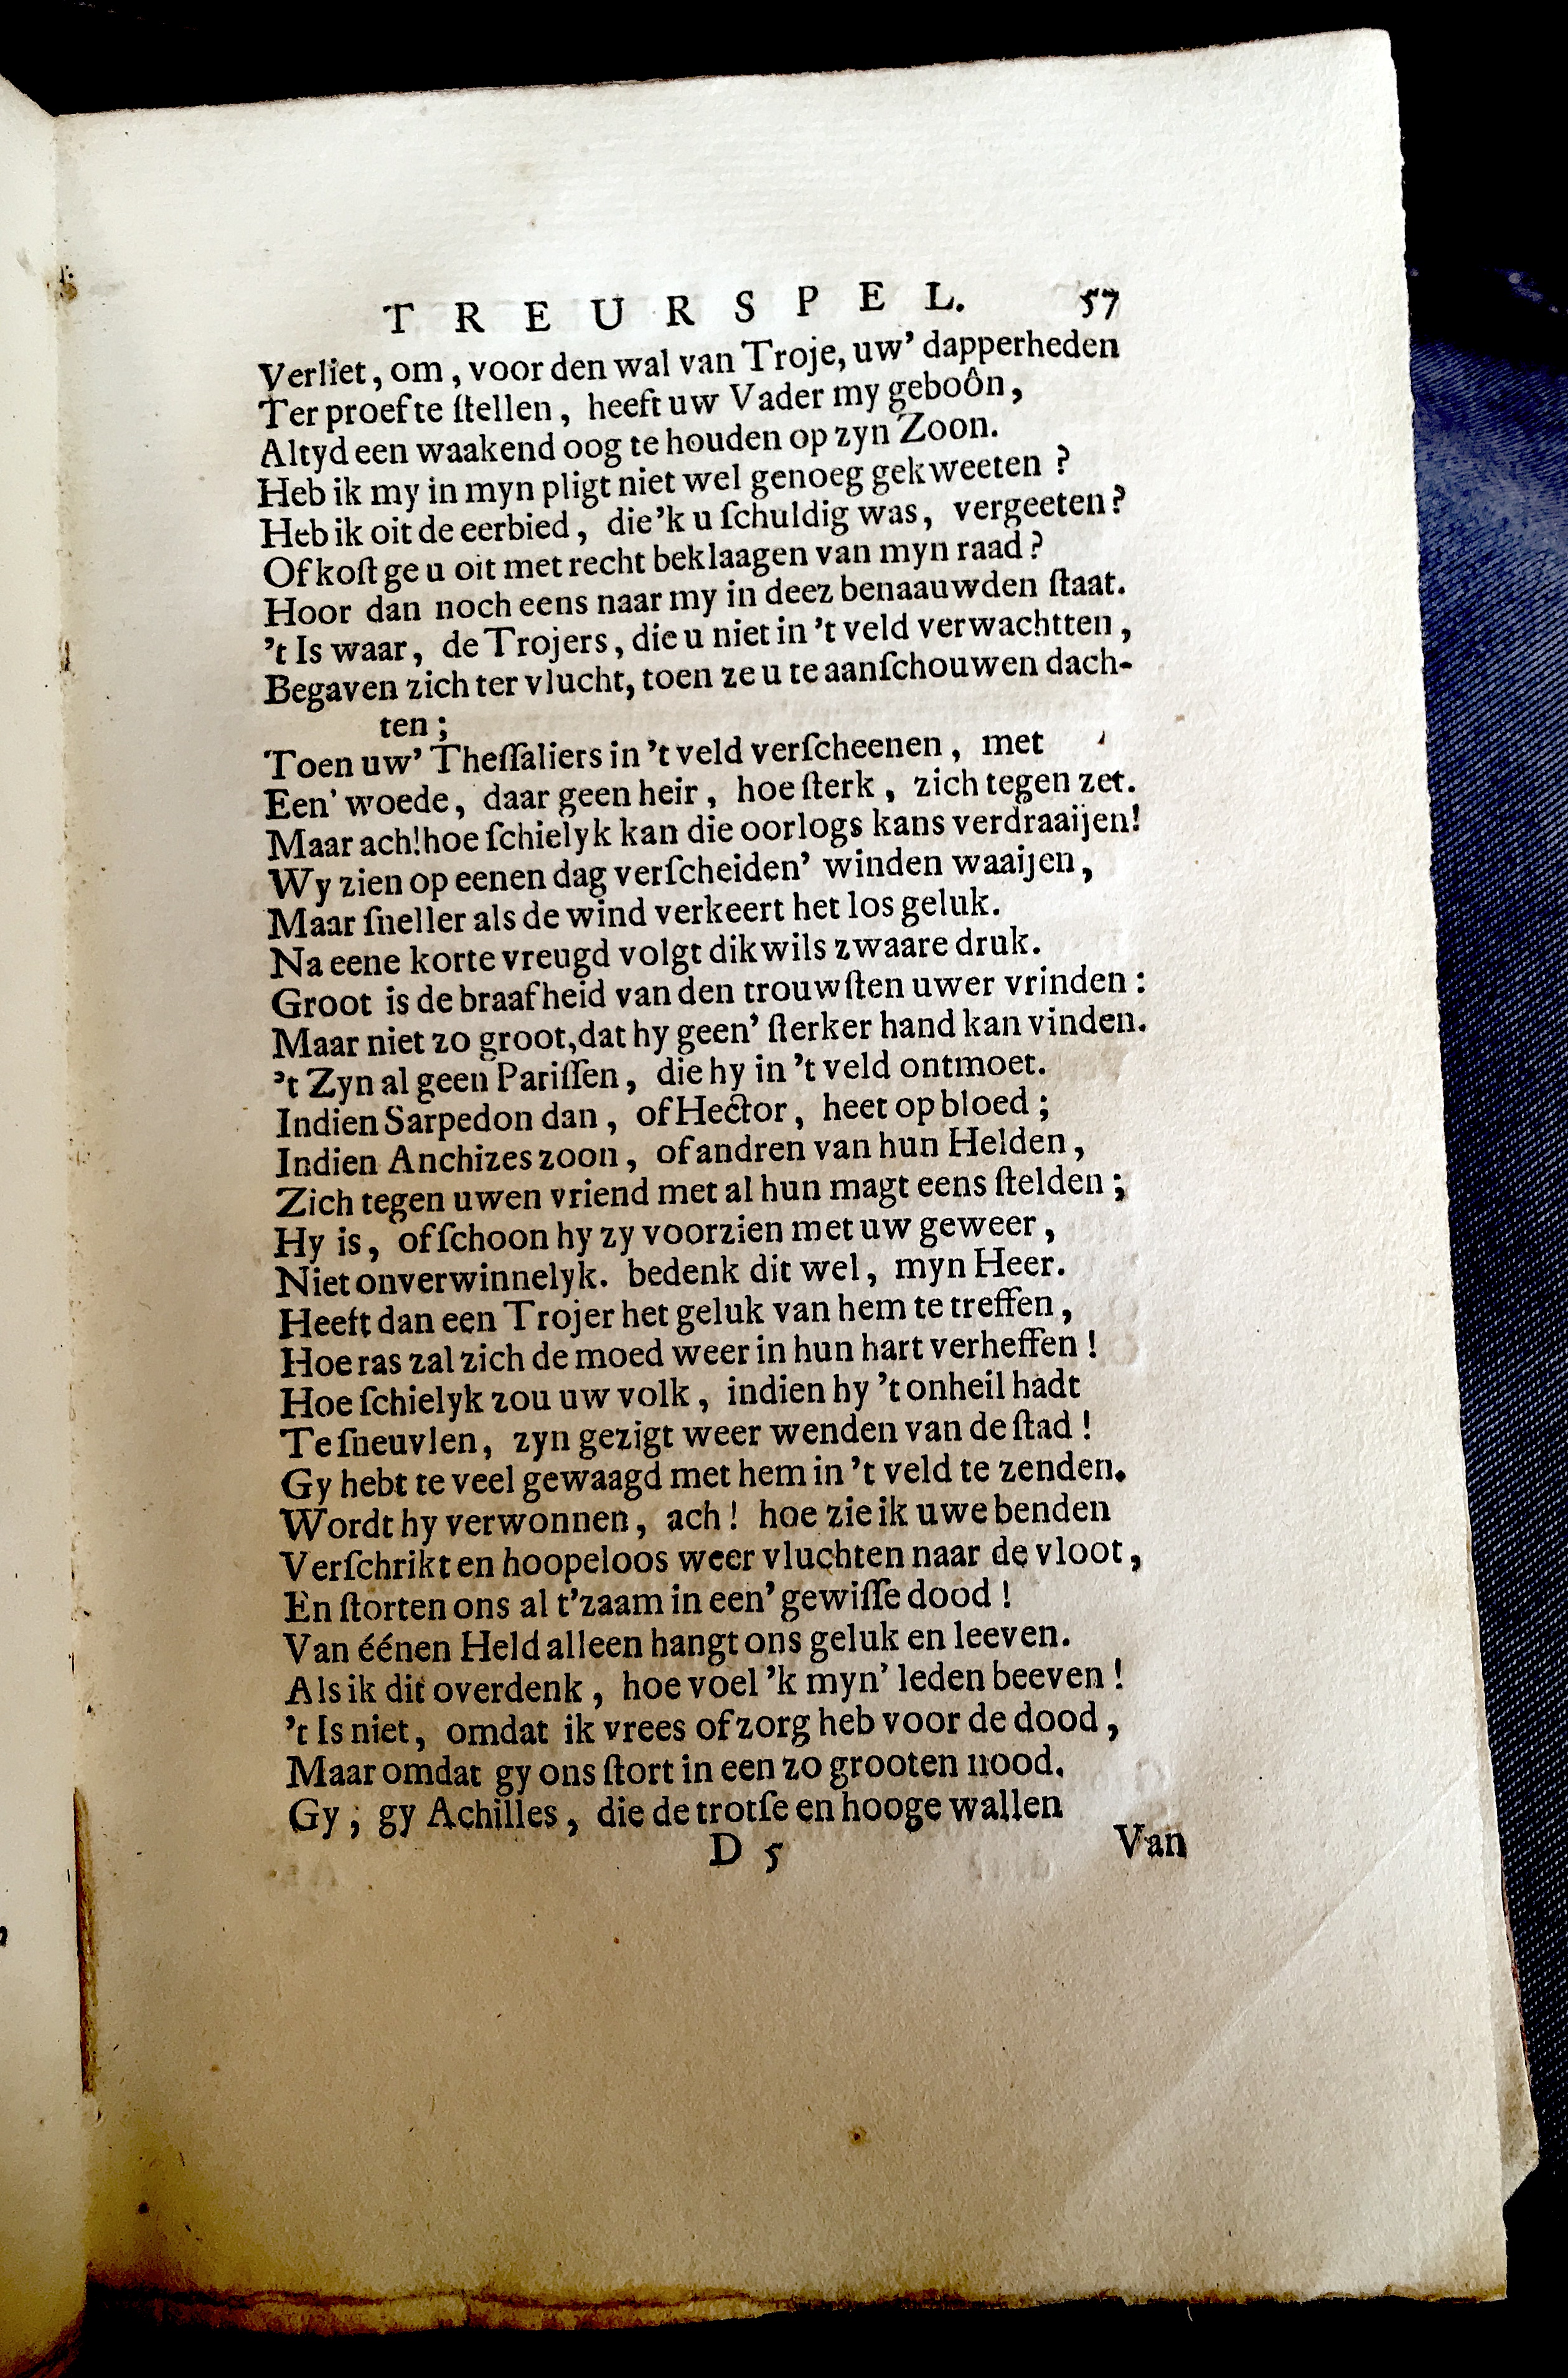 TREURSPEL. 57
Verliet, om, voor den wal van Troje, uw' dapperheden
Ter proef te ſtellen, heeft uw Vader my geboôn,
Altyd een waakend oog te houden op zyn Zoon.
Heb ik my in myn pligt niet wel genoeg gekweeten?
Heb ik oit de eerbied, die 'k u ſchuldig was, vergeeten?
Of koſt ge u oit met recht beklaagen van myn raad?
Hoor dan noch eens naar my in deez benaauwden ſtaat.
't Is waar, de Trojers, die u niet in 't veld verwachtten,
Begaven zich ter vlucht, toen ze u te aanſchouwen dach-
ten;
Toen uw' Theſſaliers in 't veld verſcheenen, met
Een' woede, daar geen heir, hoe ſterk, zich tegen zet.
Maar ach! hoe ſchielyk kan die oorlogs kans verdraaijen!
Wy zien op eenen dag verſcheiden' winden waaijen,
Maar ſneller als de wind verkeert het los geluk.
Na eene korte vreugd volgt dikwils zwaare druk.
Groot is de braafheid van den trouwſten uwer vrinden:
Maar niet zo groot, dat hy geen' ſterker hand kan vinden.
't Zyn al geen Pariſſen, die hy in 't veld ontmoet.
Indien Sarpedon dan, of Hector, heet op bloed;
Indien Anchizes zoon, of andren van hun Helden,
Zich tegen uwen vriend met al hun magt eens ſtelden;
Hy is, ofſchoon hy zy voorzien met uw geweer,
Niet onverwinnelyk. bedenk dit wel, myn Heer.
Heeft dan een Trojer het geluk van hem te treffen,
Hoe ras zal zich de moed weer in hun hart verheffen!
Hoe ſchielyk zou uw volk, indien hy 't onheil hadt
Te ſneuvlen, zyn gezigt weer wenden van de ſtad!
Gy hebt te veel gewaagd met hem in 't veld te zenden.
Wordt hy verwonnen, ach! hoe zie ik uwe benden
Verſchrikt en hoopeloos weer vluchten naar de vloot,
En ſtorten ons al t'zaam in een' gewiſſe dood!
Van éénen Held alleen hangt ons geluk en leeven.
Als ik dit overdenk, hoe voel 'k myn' leden beeven!
't Is niet, omdat ik vrees of zorg heb voor de dood,
Maar omdat gy ons ſtort in een zo grooten nood.
Gy, gy Achilles, die de trotſe en hooge wallen
D 5 Van